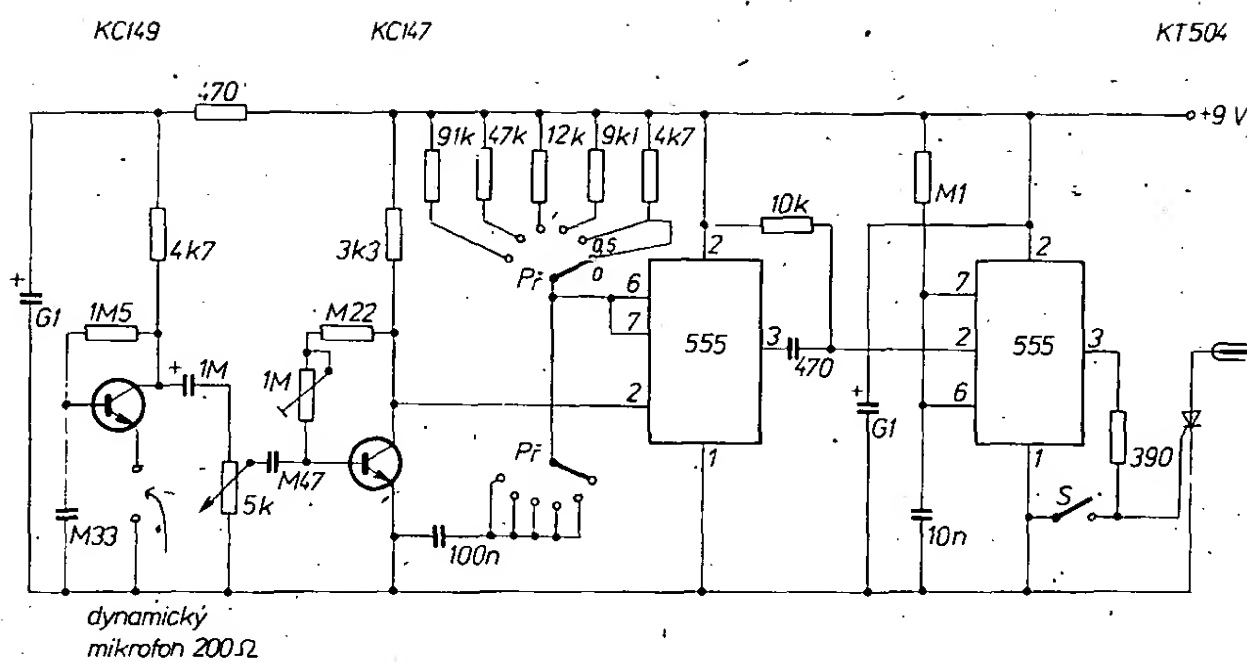 KC149 KC147 KT504
470
+9 V
91k 47k 12k 9k1 4k7
M1
10k
4k7
3k3
2
2
Př
0,5
0
6
7
7
G1
1M5
M22
555
3
470
2
555
3
1M
1M
2
6
G1
1
1
390
Př
M47
5k
S
M33
100n
10n
dynamický
mikrofon 200Ω